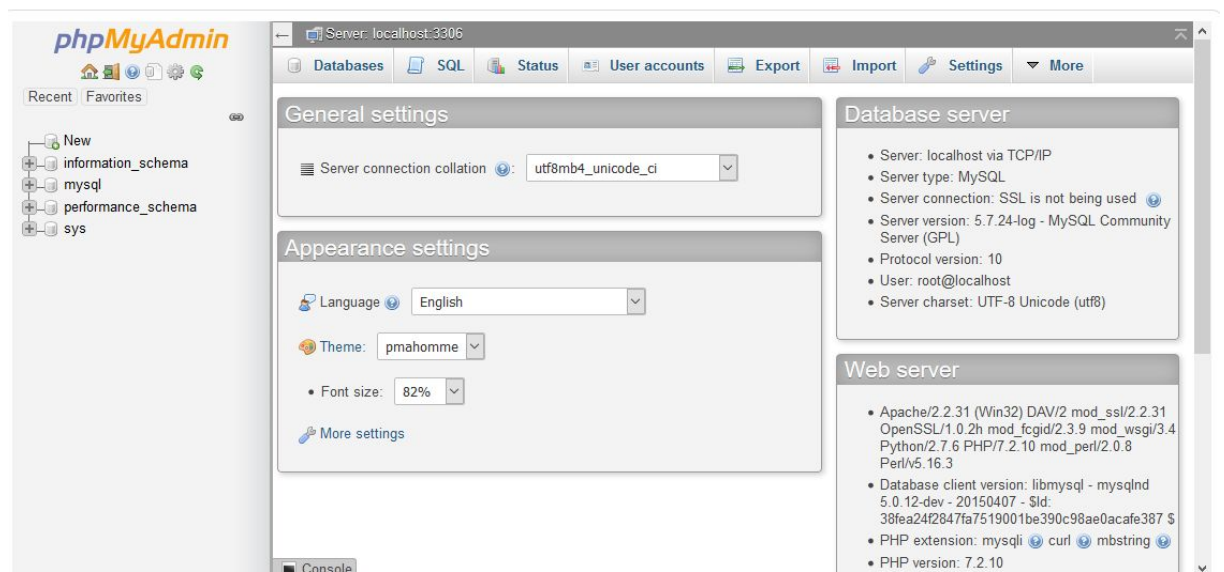 phpMyAdmin
Recent Favorites
New
information_schema
mysql
performance_schema
sys
Server: localhost:3306
Databases SQL Status User accounts Export Import Settings More
General settings
Server connection collation : utf8mb4_unicode_ci
Appearance settings
Language English
Theme: pmahomme
• Font size: 82%
More settings
Database server
• Server: localhost via TCP/IP
• Server type: MySQL
• Server connection: SSL is not being used
• Server version: 5.7.24-log - MySQL Community
Server (GPL)
• Protocol version: 10
• User: root@localhost
• Server charset: UTF-8 Unicode (utf8)
Web server
• Apache/2.2.31 (Win32) DAV/2 mod_ssl/2.2.31
OpenSSL/1.0.2h mod_fcgid/2.3.9 mod_wsgi/3.4
Python/2.7.6 PHP/7.2.10 mod_perl/2.0.8
Perl/v5.16.3
• Database client version: libmysql - mysqlnd
5.0.12-dev - 20150407 - $Id:
38fea24f2847fa7519001be390c98ae0acafe387 $
• PHP extension: mysqli curl mbstring
• PHP version: 7.2.10
Console